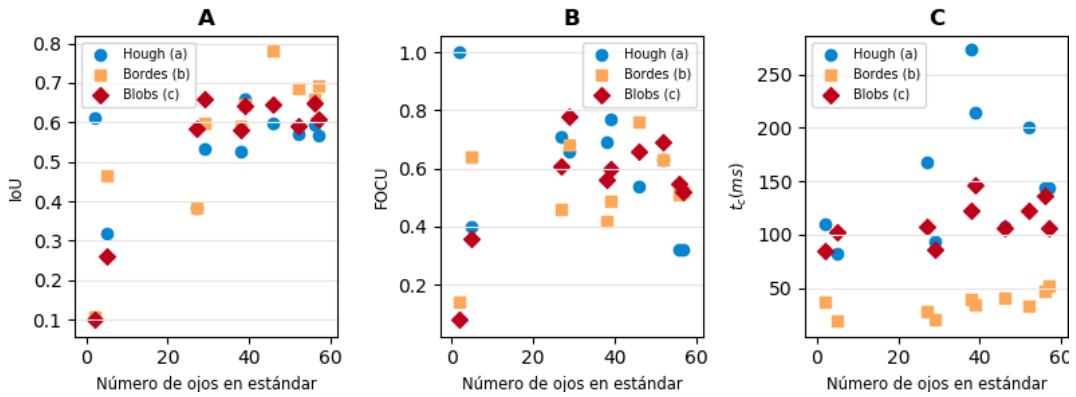 A
B
C
Hough (a)
Bordes (b)
Blobs (c)
Hough (a)
Bordes (b)
Blobs (c)
Hough (a)
Bordes (b)
Blobs (c)
0.8
0.7
0.6
0.5
0.4
0.3
0.2
0.1
IoU
1.0
0.8
0.6
0.4
0.2
FOCU
250
200
150
100
50
t_c(ms)
0 20 40 60
0 20 40 60
0 20 40 60
Número de ojos en estándar
Número de ojos en estándar
Número de ojos en estándar